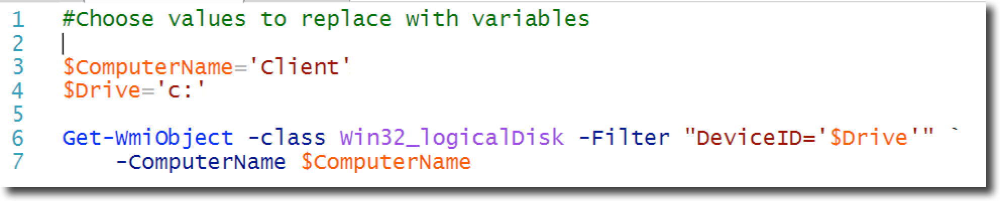 1 #Choose values to replace with variables
2
3 $ComputerName='Client'
4 $Drive='c:'
5
6 Get-WmiObject -class Win32_logicalDisk -Filter "DeviceID='$Drive'" `
7 -ComputerName $ComputerName